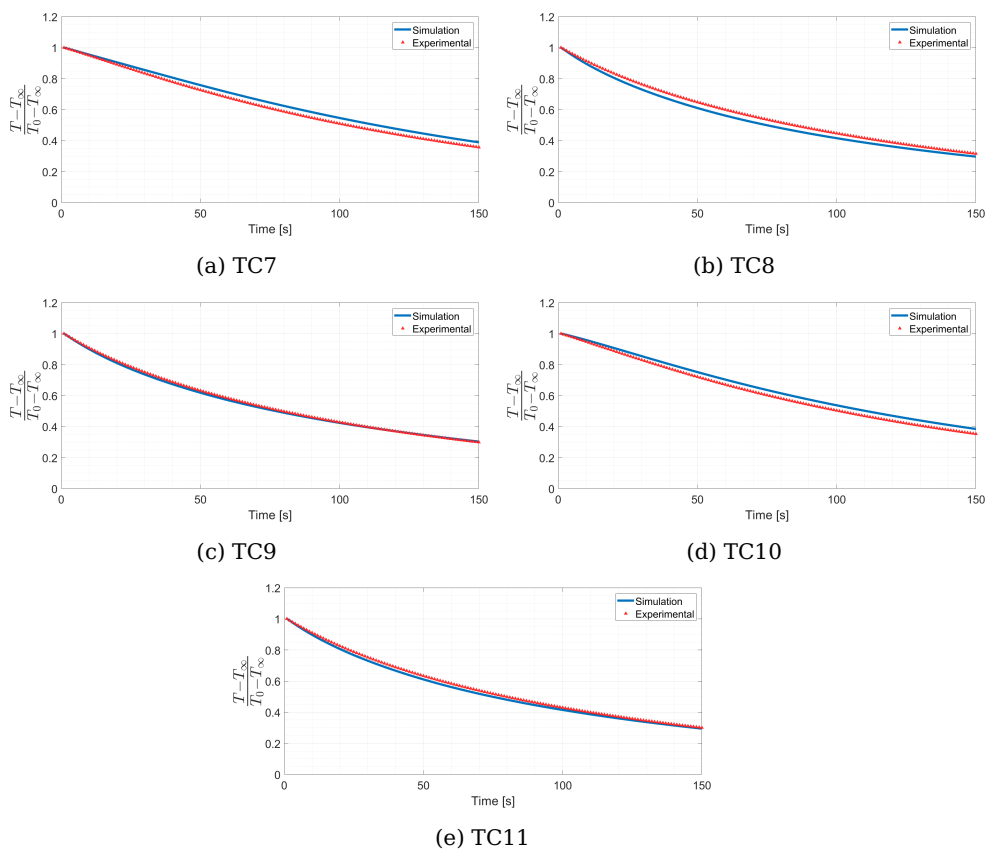 1.2
1
0.8
0.6
0.4
0.2
0
0 50 100 150
T − T∞
T0 − T∞
Time [s]
Simulation
Experimental
(a) TC7
1.2
1
0.8
0.6
0.4
0.2
0
0 50 100 150
T − T∞
T0 − T∞
Time [s]
Simulation
Experimental
(b) TC8
1.2
1
0.8
0.6
0.4
0.2
0
0 50 100 150
T − T∞
T0 − T∞
Time [s]
Simulation
Experimental
(c) TC9
1.2
1
0.8
0.6
0.4
0.2
0
0 50 100 150
T − T∞
T0 − T∞
Time [s]
Simulation
Experimental
(d) TC10
1.2
1
0.8
0.6
0.4
0.2
0
0 50 100 150
T − T∞
T0 − T∞
Time [s]
Simulation
Experimental
(e) TC11